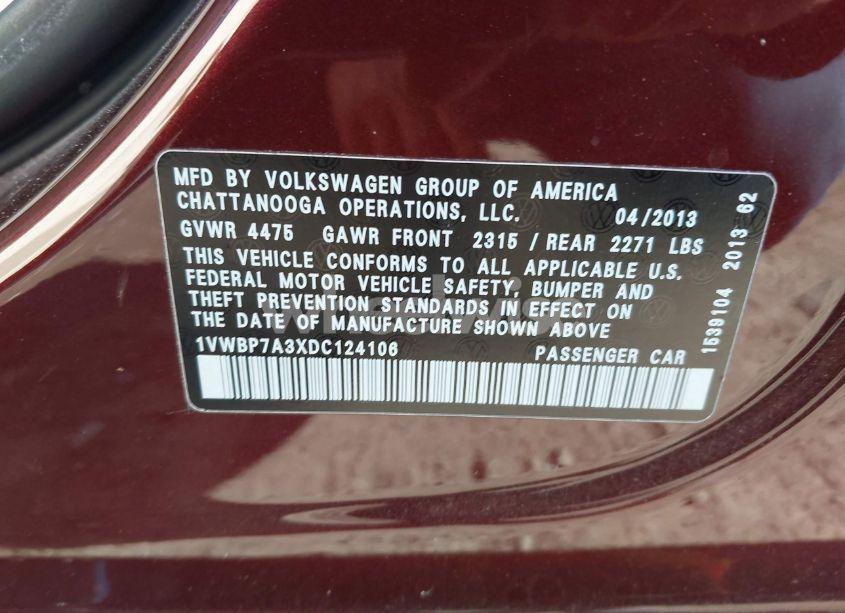 MFD BY VOLKSWAGEN GROUP OF AMERICA
CHATTANOOGA OPERATIONS, LLC. 04/2013
GVWR 4475 GAWR FRONT 2315 / REAR 2271 LBS
THIS VEHICLE CONFORMS TO ALL APPLICABLE U.S.
FEDERAL MOTOR VEHICLE SAFETY, BUMPER AND
THEFT PREVENTION STANDARDS IN EFFECT ON
THE DATE OF MANUFACTURE SHOWN ABOVE
1VWBP7A3XDC124106 PASSENGER CAR
1539104 2013 62